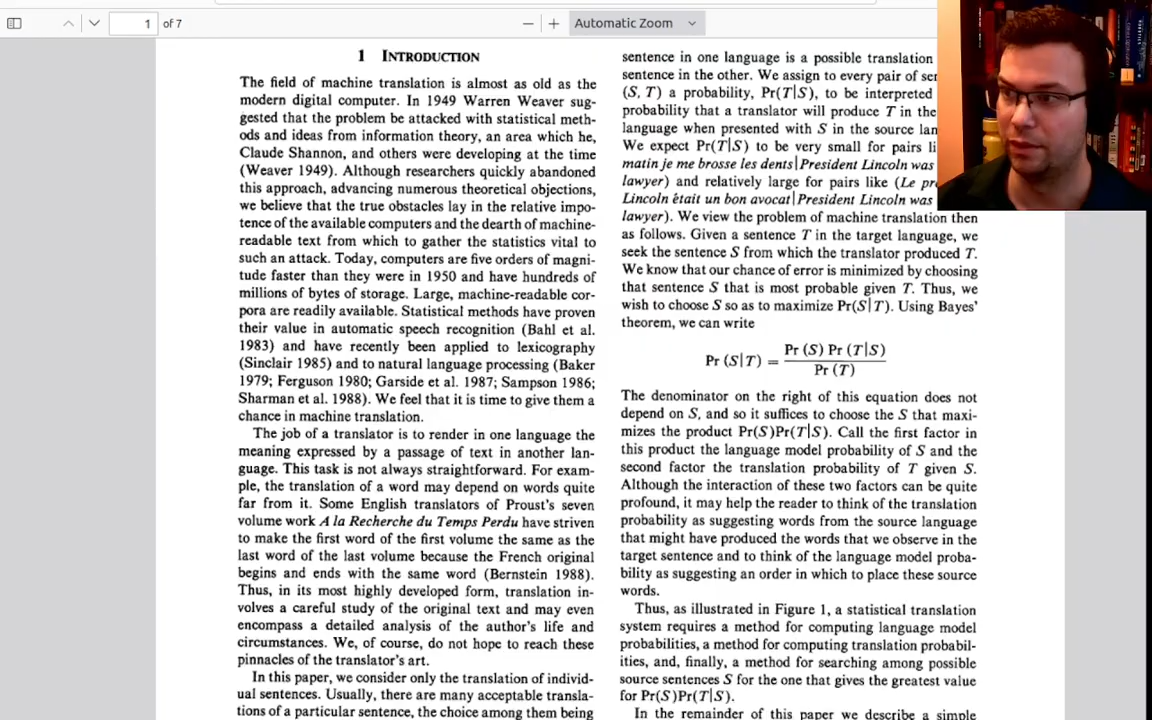 1
of 7
Automatic Zoom
1 INTRODUCTION
The field of machine translation is almost as old as the
modern digital computer. In 1949 Warren Weaver sug-
gested that the problem be attacked with statistical meth-
ods and ideas from information theory, an area which he,
Claude Shannon, and others were developing at the time
(Weaver 1949). Although researchers quickly abandoned
this approach, advancing numerous theoretical objections,
we believe that the true obstacles lay in the relative impo-
tence of the available computers and the dearth of machine-
readable text from which to gather the statistics vital to
such an attack. Today, computers are five orders of magni-
tude faster than they were in 1950 and have hundreds of
millions of bytes of storage. Large, machine-readable cor-
pora are readily available. Statistical methods have proven
their value in automatic speech recognition (Bahl et al.
1983) and have recently been applied to lexicography
(Sinclair 1985) and to natural language processing (Baker
1979; Ferguson 1980; Garside et al. 1987; Sampson 1986;
Sharman et al. 1988). We feel that it is time to give them a
chance in machine translation.
The job of a translator is to render in one language the
meaning expressed by a passage of text in another lan-
guage. This task is not always straightforward. For exam-
ple, the translation of a word may depend on words quite
far from it. Some English translators of Proust's seven
volume work A la Recherche du Temps Perdu have striven
to make the first word of the first volume the same as the
last word of the last volume because the French original
begins and ends with the same word (Bernstein 1988).
Thus, in its most highly developed form, translation in-
volves a careful study of the original text and may even
encompass a detailed analysis of the author's life and
circumstances. We, of course, do not hope to reach these
pinnacles of the translator's art.
In this paper, we consider only the translation of individ-
ual sentences. Usually, there are many acceptable transla-
tions of a particular sentence, the choice among them being
sentence in one language is a possible translation
sentence in the other. We assign to every pair of
(S, T) a probability, Pr(T|S), to be interpreted
probability that a translator will produce T in the
language when presented with S in the source
We expect Pr(T|S) to be very small for pairs
matin je me brosse les dents|President Lincoln was
lawyer) and relatively large for pairs like (Le
Lincoln était un bon avocat|President Lincoln was
lawyer). We view the problem of machine translation then
as follows. Given a sentence T in the target language, we
seek the sentence S from which the translator produced T.
We know that our chance of error is minimized by choosing
that sentence S that is most probable given T. Thus, we
wish to choose S so as to maximize Pr(S|T). Using Bayes'
theorem, we can write
Pr (S|T) = Pr (S) Pr (T|S)
Pr (T)
The denominator on the right of this equation does not
depend on S, and so it suffices to choose the S that maxi-
mizes the product Pr(S)Pr(T|S). Call the first factor in
this product the language model probability of S and the
second factor the translation probability of T given S.
Although the interaction of these two factors can be quite
profound, it may help the reader to think of the translation
probability as suggesting words from the source language
that might have produced the words that we observe in the
target sentence and to think of the language model proba-
bility as suggesting an order in which to place these source
words.
Thus, as illustrated in Figure 1, a statistical translation
system requires a method for computing language model
probabilities, a method for computing translation probabil-
ities, and, finally, a method for searching among possible
source sentences S for the one that gives the greatest value
for Pr(S)Pr(T|S).
In the remainder of this paper we describe a simple